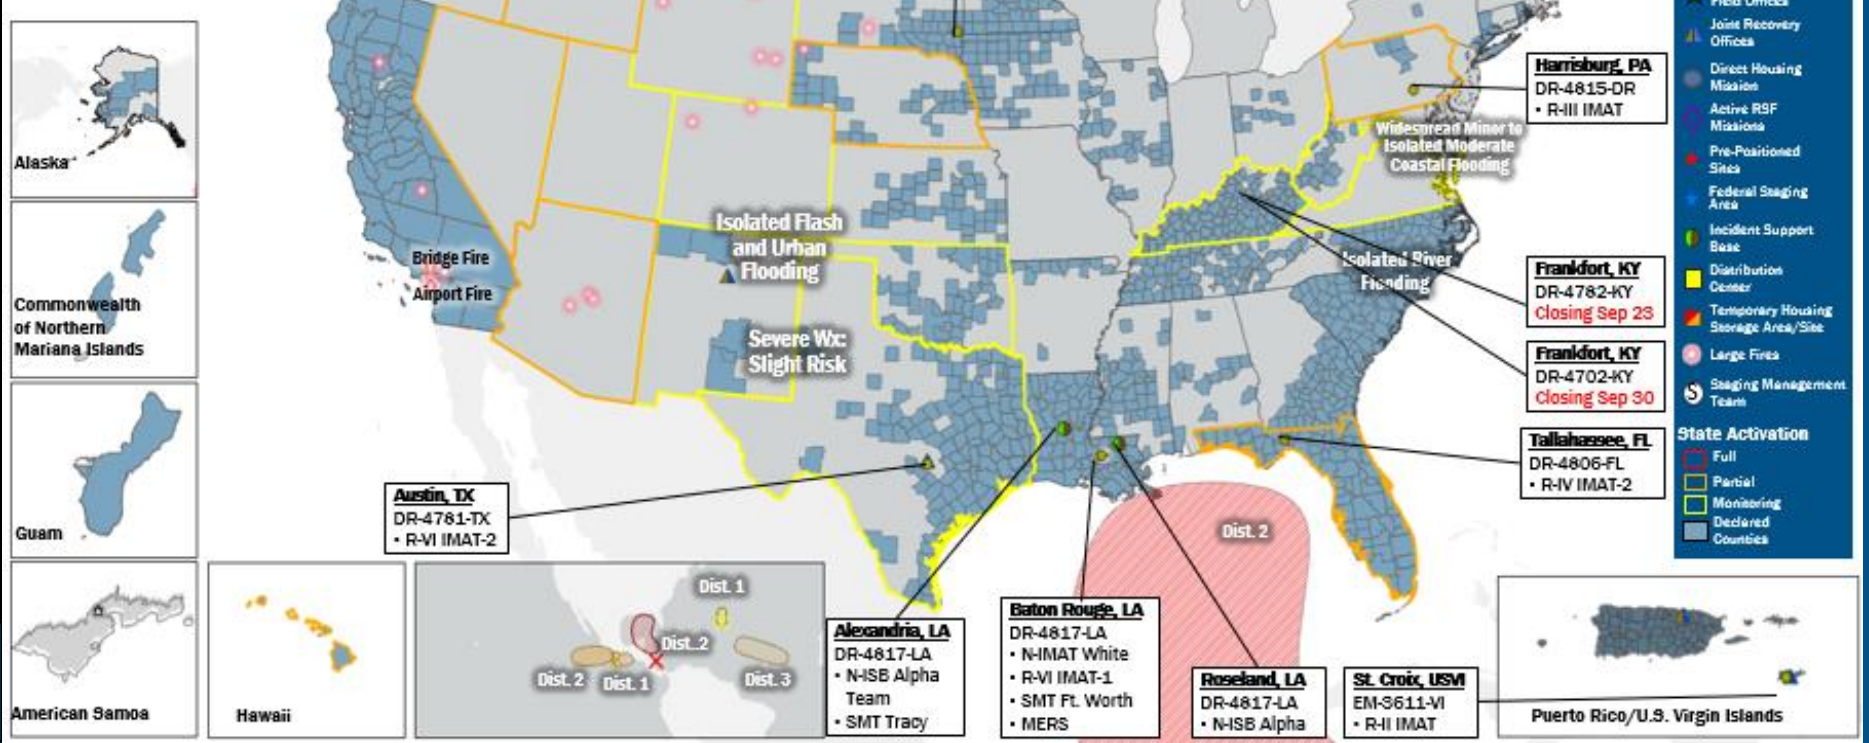 Field Offices
Joint Recovery
Offices
Direct Housing
Mission
Active RSF
Missions
Pre-Positioned
Sites
Federal Staging
Area
Incident Support
Base
Distribution
Center
Temporary Housing
Storage Area/Site
Large Fires
S
Staging Management
Team
State Activation
Full
Partial
Monitoring
Declared
Counties
Harrisburg, PA
DR-4815-DR
• R-III IMAT
Widespread Minor to
Isolated Moderate
Coastal Flooding
Alaska
Isolated Flash
and Urban
Flooding
Bridge Fire
Airport Fire
Isolated River
Flooding
Frankfort, KY
DR-4782-KY
Closing Sep 23
Commonwealth
of Northern
Mariana Islands
Severe Wx:
Slight Risk
Frankfort, KY
DR-4702-KY
Closing Sep 30
Tallahassee, FL
DR-4806-FL
• R-IV IMAT-2
Austin, TX
DR-4781-TX
• R-VI IMAT-2
Guam
Dist. 2
Dist. 1
Dist. 2
Dist. 2
Dist. 1
Dist. 3
Alexandria, LA
DR-4817-LA
• N-ISB Alpha
Team
• SMT Tracy
Baton Rouge, LA
DR-4817-LA
• N-IMAT White
• R-VI IMAT-1
• SMT Ft. Worth
• MERS
Roseland, LA
DR-4817-LA
• N-ISB Alpha
St. Croix, USVI
EM-3611-VI
• R-II IMAT
American Samoa
Hawaii
Puerto Rico/U.S. Virgin Islands